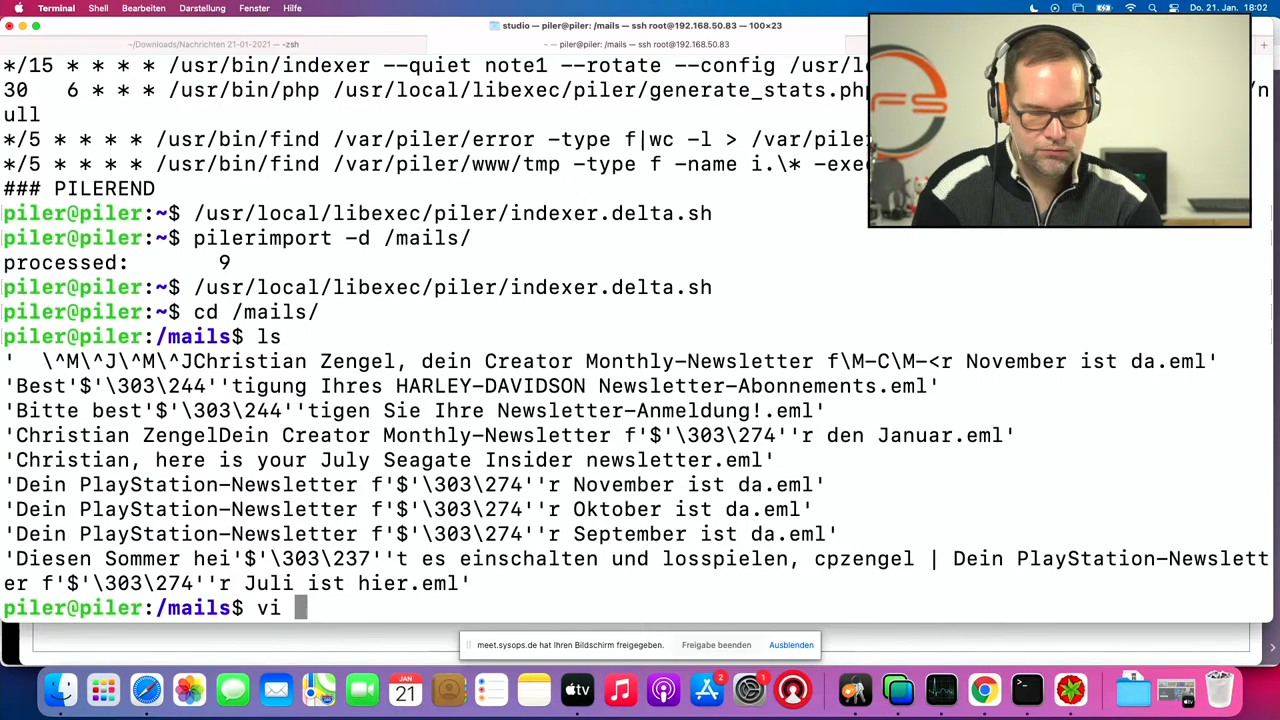 Terminal Shell Bearbeiten Darstellung Fenster Hilfe Do. 21. Jan. 18:02
studio — piler@piler: /mails — ssh root@192.168.50.83 — 100×23
~/Downloads/Nachrichten 21-01-2021 — -zsh
~ — piler@piler: /mails — ssh root@192.168.50.83
*/15 * * * * /usr/bin/indexer --quiet note1 --rotate --config
30 6 * * * /usr/bin/php /usr/local/libexec/piler/generate_stats.php /n
ull
*/5 * * * * /usr/bin/find /var/piler/error -type f|wc -l >
*/5 * * * * /usr/bin/find /var/piler/www/tmp -type f -name i.\*
### PILEREND
piler@piler:~$ /usr/local/libexec/piler/indexer.delta.sh
piler@piler:~$ pilerimport -d /mails/
processed: 9
piler@piler:~$ /usr/local/libexec/piler/indexer.delta.sh
piler@piler:~$ cd /mails/
piler@piler:/mails$ ls
' \^M\^J\^M\^JChristian Zengel, dein Creator Monthly-Newsletter f\M-C\M-<r November ist da.eml'
'Best'$'\303\244''tigung Ihres HARLEY-DAVIDSON Newsletter-Abonnements.eml'
'Bitte best'$'\303\244''tigen Sie Ihre Newsletter-Anmeldung!.eml'
'Christian ZengelDein Creator Monthly-Newsletter f'$'\303\274''r den Januar.eml'
'Christian, here is your July Seagate Insider newsletter.eml'
'Dein PlayStation-Newsletter f'$'\303\274''r November ist da.eml'
'Dein PlayStation-Newsletter f'$'\303\274''r Oktober ist da.eml'
'Dein PlayStation-Newsletter f'$'\303\274''r September ist da.eml'
'Diesen Sommer hei'$'\303\237''t es einschalten und losspielen, cpzengel | Dein PlayStation-Newslett
er f'$'\303\274''r Juli ist hier.eml'
piler@piler:/mails$ vi
meet.sysops.de hat Ihren Bildschirm freigegeben. Freigabe beenden Ausblenden
JAN
21
2
1